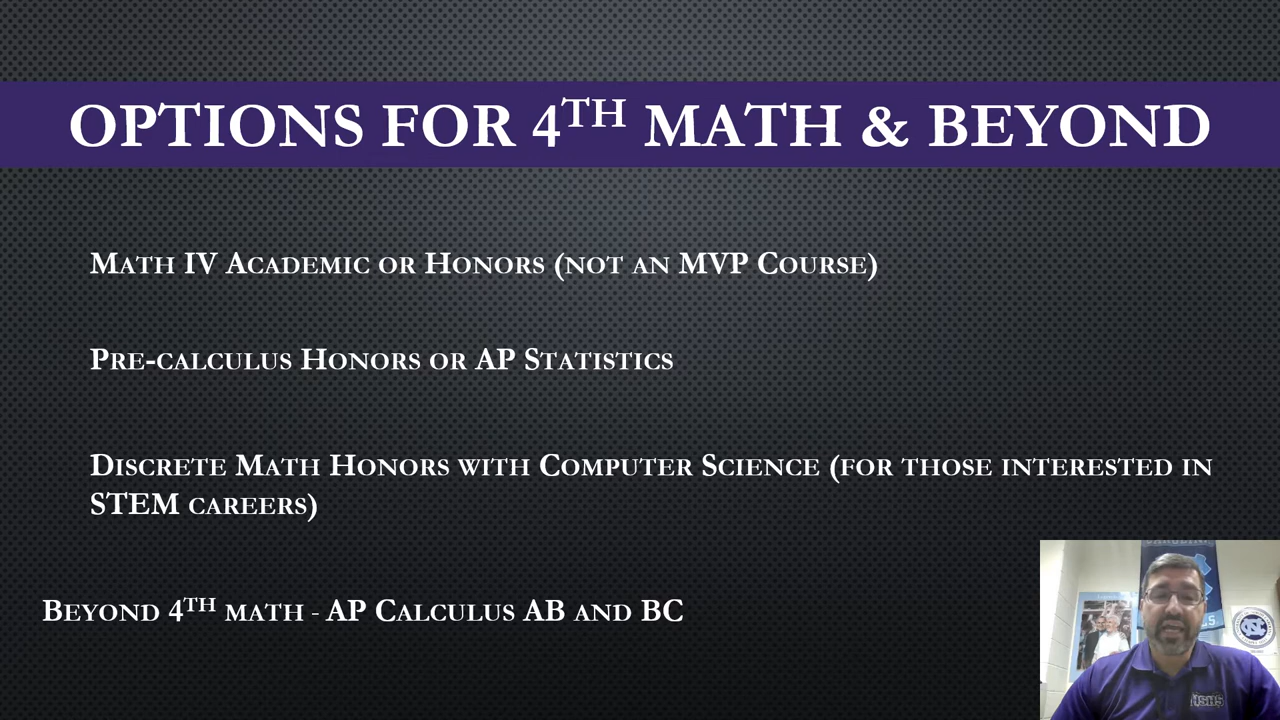 OPTIONS FOR 4TH MATH & BEYOND
MATH IV ACADEMIC OR HONORS (NOT AN MVP COURSE)
PRE-CALCULUS HONORS OR AP STATISTICS
DISCRETE MATH HONORS WITH COMPUTER SCIENCE (FOR THOSE INTERESTED IN
STEM CAREERS)
BEYOND 4TH MATH - AP CALCULUS AB AND BC